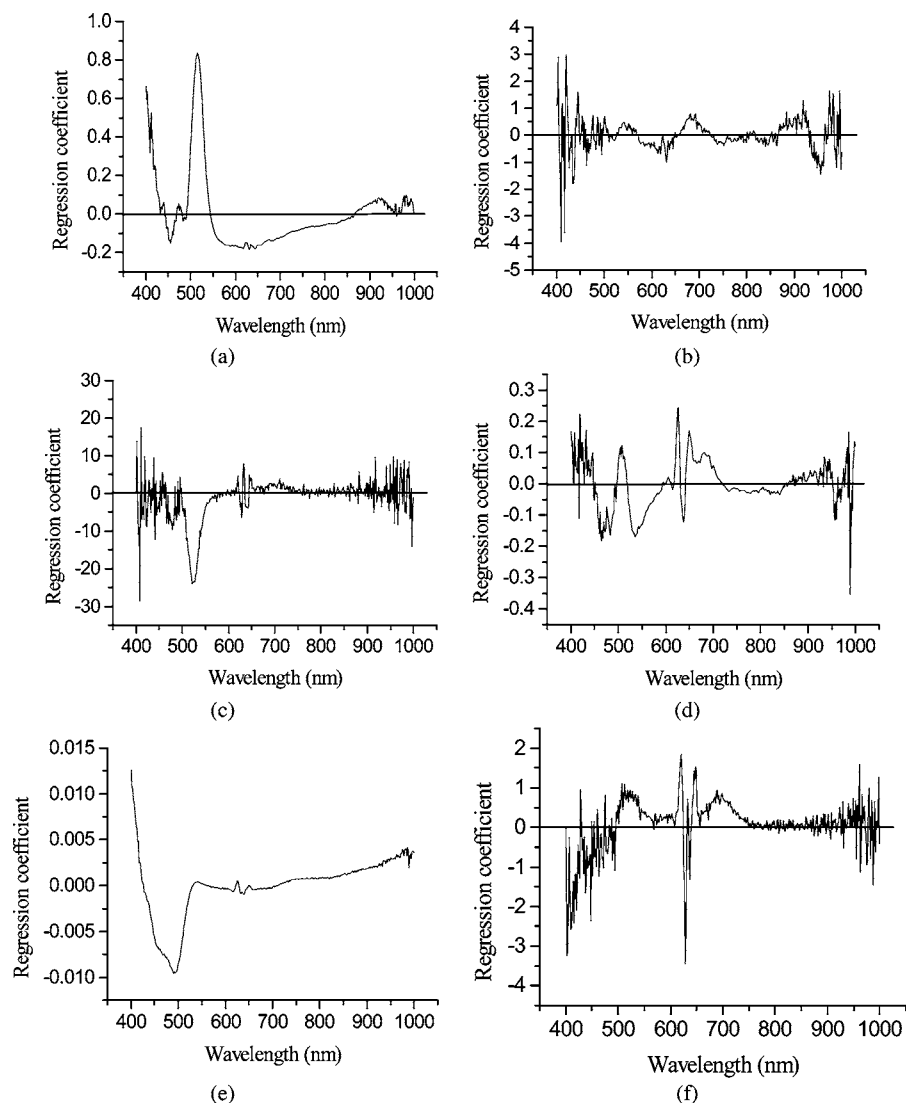 1.0
0.8
0.6
0.4
0.2
0.0
-0.2
Regression coefficient
400 500 600 700 800 900 1000
Wavelength (nm)
(a)
4
3
2
1
0
-1
-2
-3
-4
-5
Regression coefficient
400 500 600 700 800 900 1000
Wavelength (nm)
(b)
30
20
10
0
-10
-20
-30
Regression coefficient
400 500 600 700 800 900 1000
Wavelength (nm)
(c)
0.3
0.2
0.1
0.0
-0.1
-0.2
-0.3
-0.4
Regression coefficient
400 500 600 700 800 900 1000
Wavelength (nm)
(d)
0.015
0.010
0.005
0.000
-0.005
-0.010
Regression coefficient
400 500 600 700 800 900 1000
Wavelength (nm)
(e)
2
1
0
-1
-2
-3
-4
Regression coefficient
400 500 600 700 800 900 1000
Wavelength (nm)
(f)